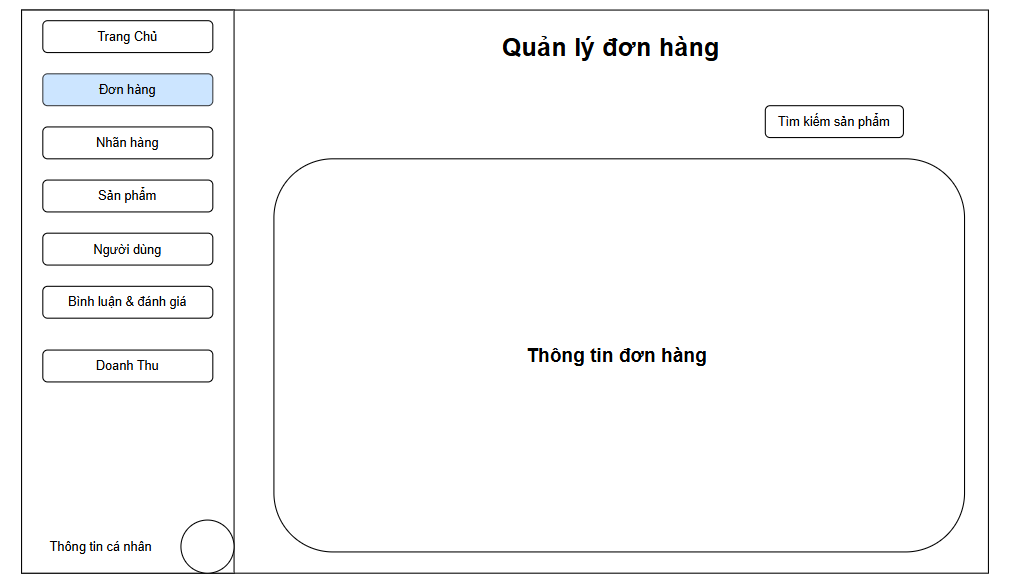 Trang Chủ
Đơn hàng
Nhãn hàng
Sản phẩm
Người dùng
Bình luận & đánh giá
Doanh Thu
Thông tin cá nhân
Quản lý đơn hàng
Tìm kiếm sản phẩm
Thông tin đơn hàng